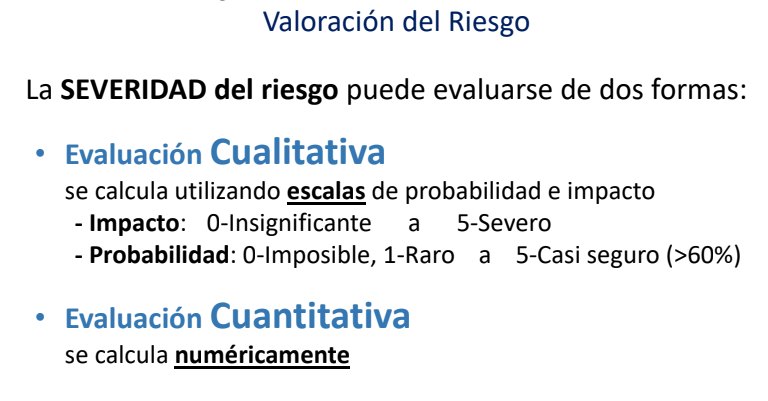 Valoración del Riesgo
La SEVERIDAD del riesgo puede evaluarse de dos formas:
• Evaluación Cualitativa
se calcula utilizando escalas de probabilidad e impacto
- Impacto: 0-Insignificante a 5-Severo
- Probabilidad: 0-Imposible, 1-Raro a 5-Casi seguro (>60%)
• Evaluación Cuantitativa
se calcula numéricamente